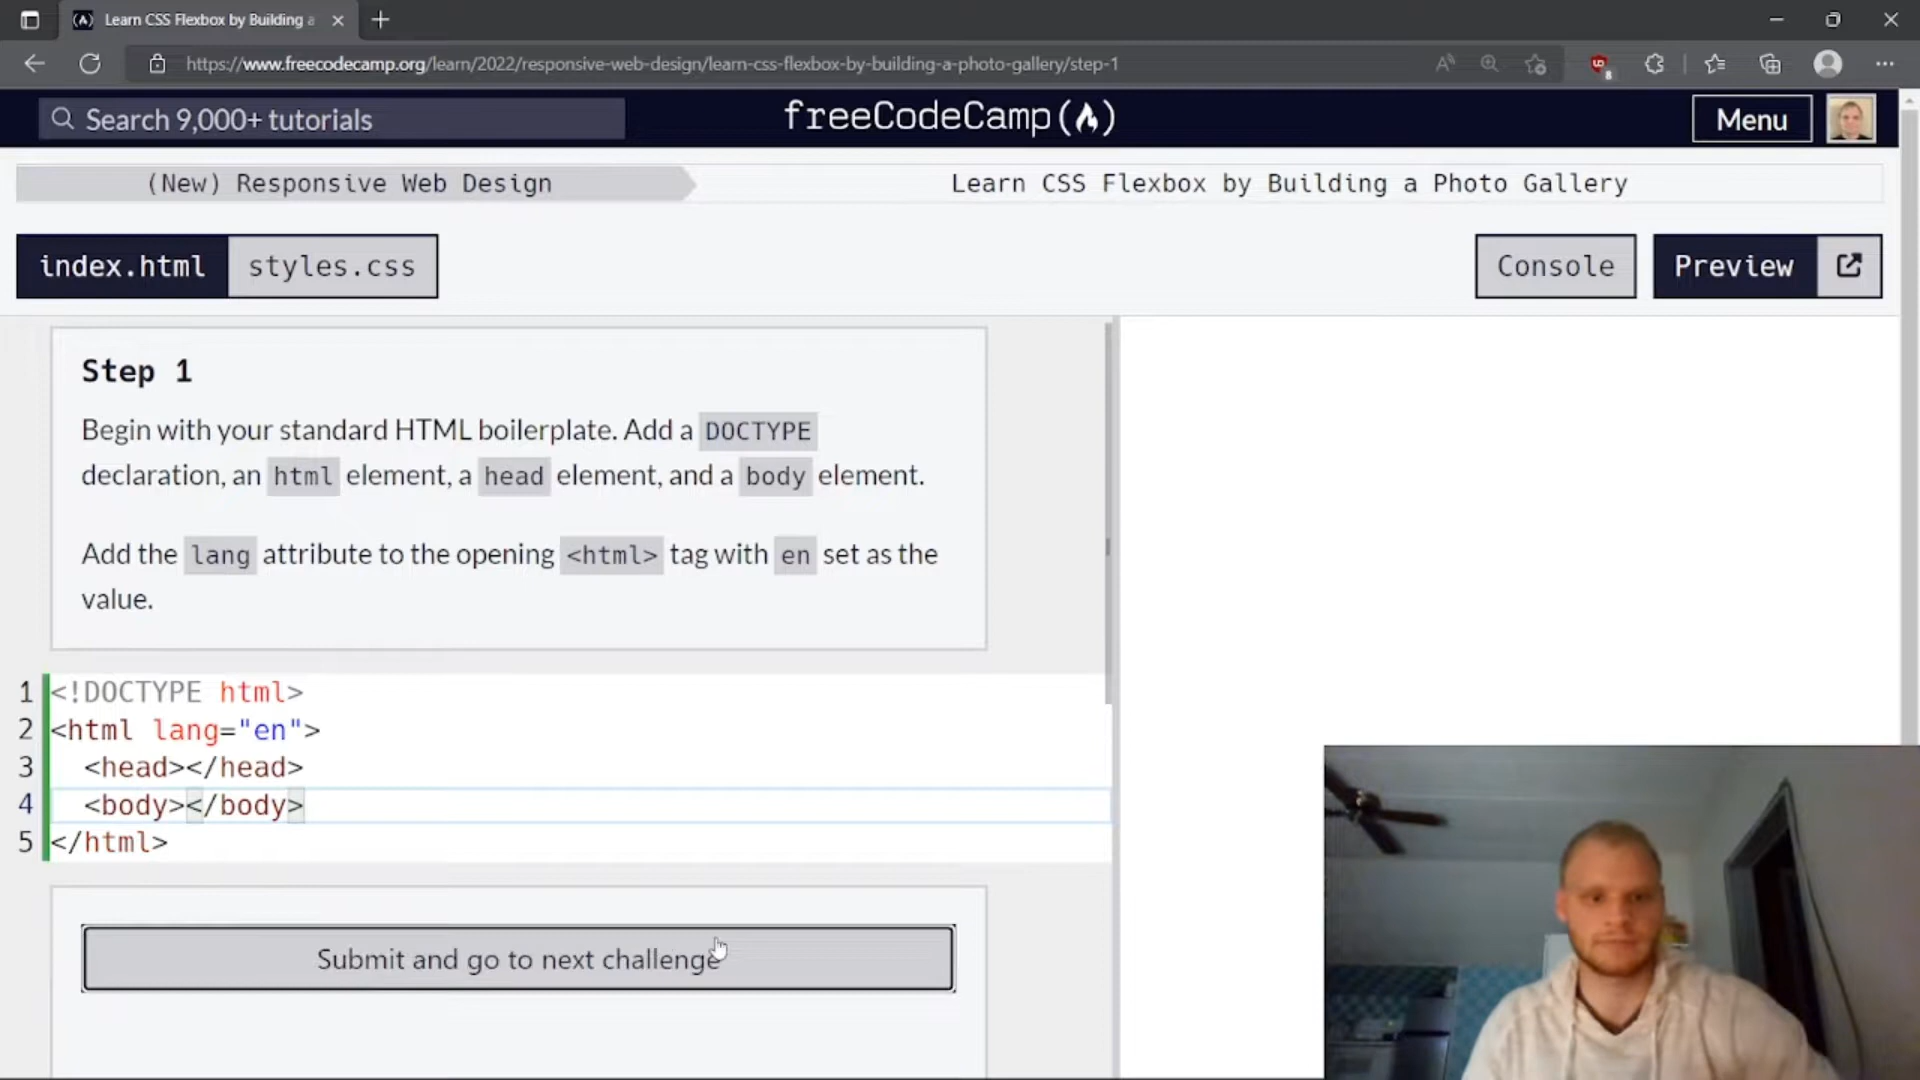 Learn CSS Flexbox by Building a
https://www.freecodecamp.org/learn/2022/responsive-web-design/learn-css-flexbox-by-building-a-photo-gallery/step-1
Search 9,000+ tutorials
freeCodeCamp
Menu
(New) Responsive Web Design
Learn CSS Flexbox by Building a Photo Gallery
index.html
styles.css
Console
Preview
Step 1
Begin with your standard HTML boilerplate. Add a DOCTYPE
declaration, an html element, a head element, and a body element.
Add the lang attribute to the opening <html> tag with en set as the
value.
1 <!DOCTYPE html>
2 <html lang="en">
3 <head></head>
4 <body></body>
5 </html>
Submit and go to next challenge